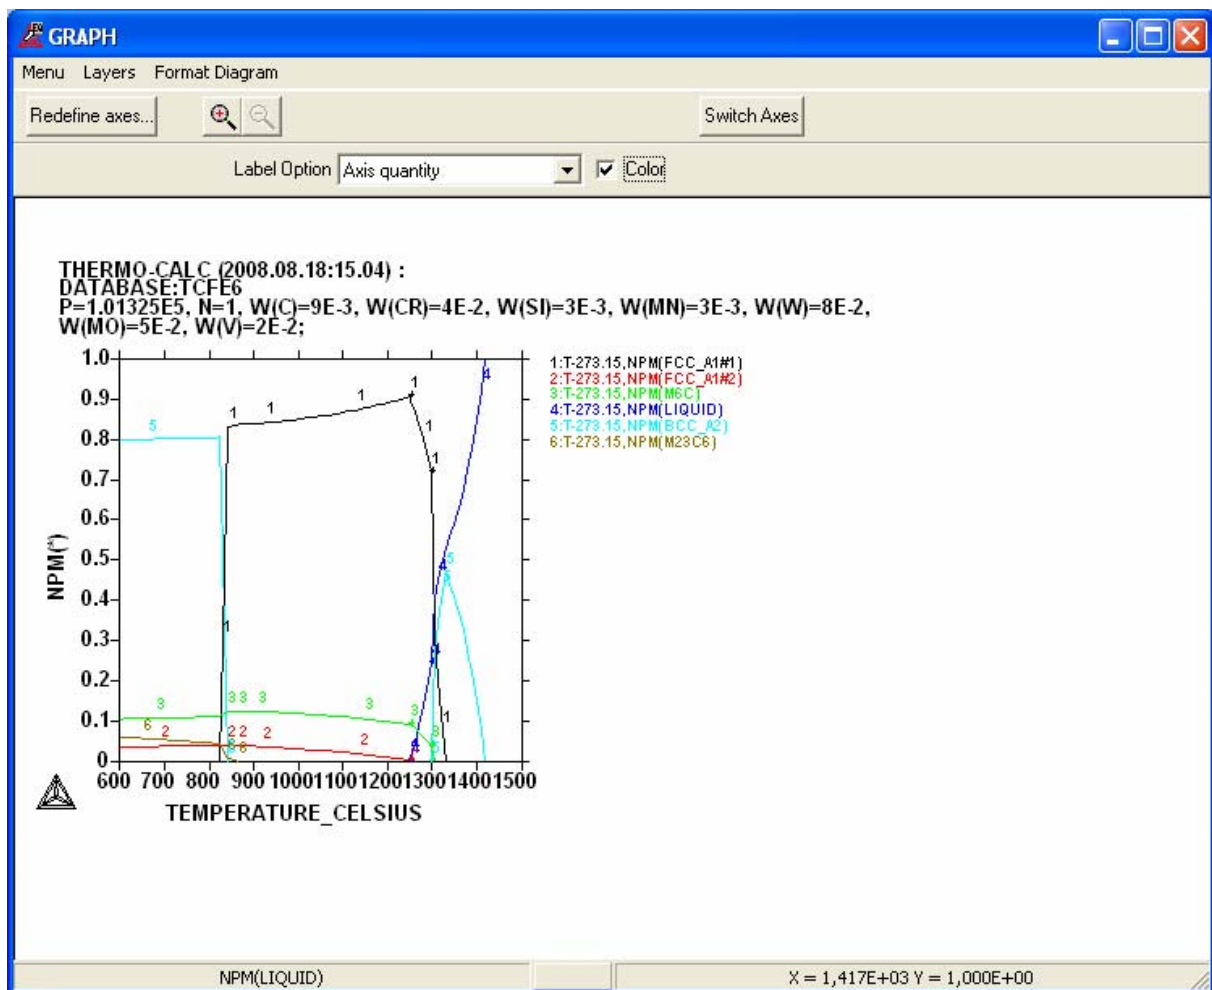 GRAPH
Menu Layers Format Diagram
Redefine axes... Switch Axes
Label Option Axis quantity Color
THERMO-CALC (2008.08.18:15.04) :
DATABASE:TCFE6
P=1.01325E5, N=1, W(C)=9E-3, W(CR)=4E-2, W(SI)=3E-3, W(MN)=3E-3, W(W)=8E-2,
W(MO)=5E-2, W(V)=2E-2;
1:T-273.15,NPM(FCC_A1#1)
2:T-273.15,NPM(FCC_A1#2)
3:T-273.15,NPM(M6C)
4:T-273.15,NPM(LIQUID)
5:T-273.15,NPM(BCC_A2)
6:T-273.15,NPM(M23C6)
1.0
0.9
0.8
0.7
0.6
0.5
0.4
0.3
0.2
0.1
0
NPM(*)
600 700 800 900 1000 1100 1200 1300 1400 1500
TEMPERATURE_CELSIUS
NPM(LIQUID) X = 1,417E+03 Y = 1,000E+00